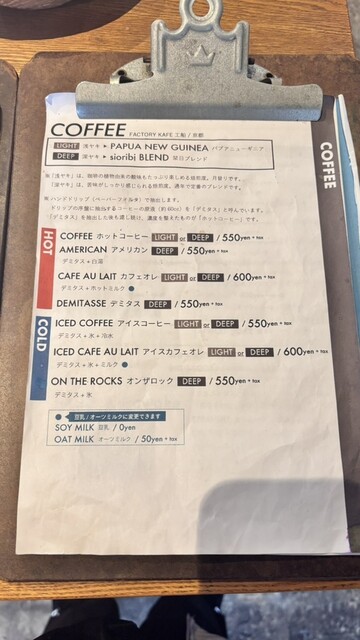 COFFEE FACTORY KAFE 工船 / 京都
LIGHT 浅ヤキ ▸ PAPUA NEW GUINEA パプアニューギニア
DEEP 深ヤキ ▸ sioribi BLEND 栞日ブレンド
COFFEE
HOT
COFFEE ホットコーヒー LIGHT or DEEP / 550yen + tax
AMERICAN アメリカン DEEP / 550yen + tax
デミタス + 白湯
CAFE AU LAIT カフェオレ LIGHT or DEEP / 600yen + tax
デミタス + ホットミルク ●
DEMITASSE デミタス DEEP / 550yen + tax
COLD
ICED COFFEE アイスコーヒー LIGHT or DEEP / 550yen + tax
デミタス + 氷 + 冷水
ICED CAFE AU LAIT アイスカフェオレ LIGHT or DEEP / 600yen + tax
デミタス + 氷 + ミルク ●
ON THE ROCKS オンザロック DEEP / 550yen + tax
デミタス + 氷
● ▸ 豆乳 / オーツミルクに変更できます
SOY MILK 豆乳 / 0yen
OAT MILK オーツミルク / 50yen + tax